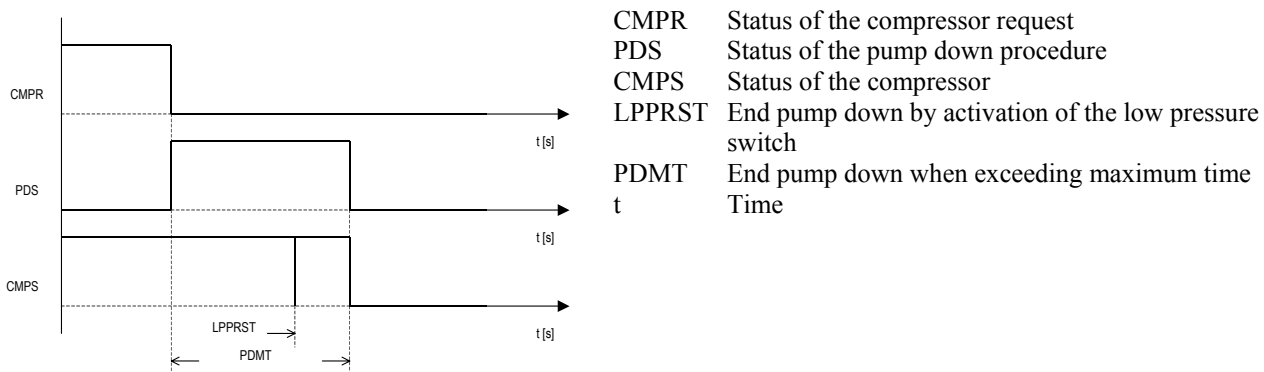 CMPR
t [s]
PDS
t [s]
CMPS
t [s]
LPPRST
PDMT
CMPR Status of the compressor request
PDS Status of the pump down procedure
CMPS Status of the compressor
LPPRST End pump down by activation of the low pressure
switch
PDMT End pump down when exceeding maximum time
t Time